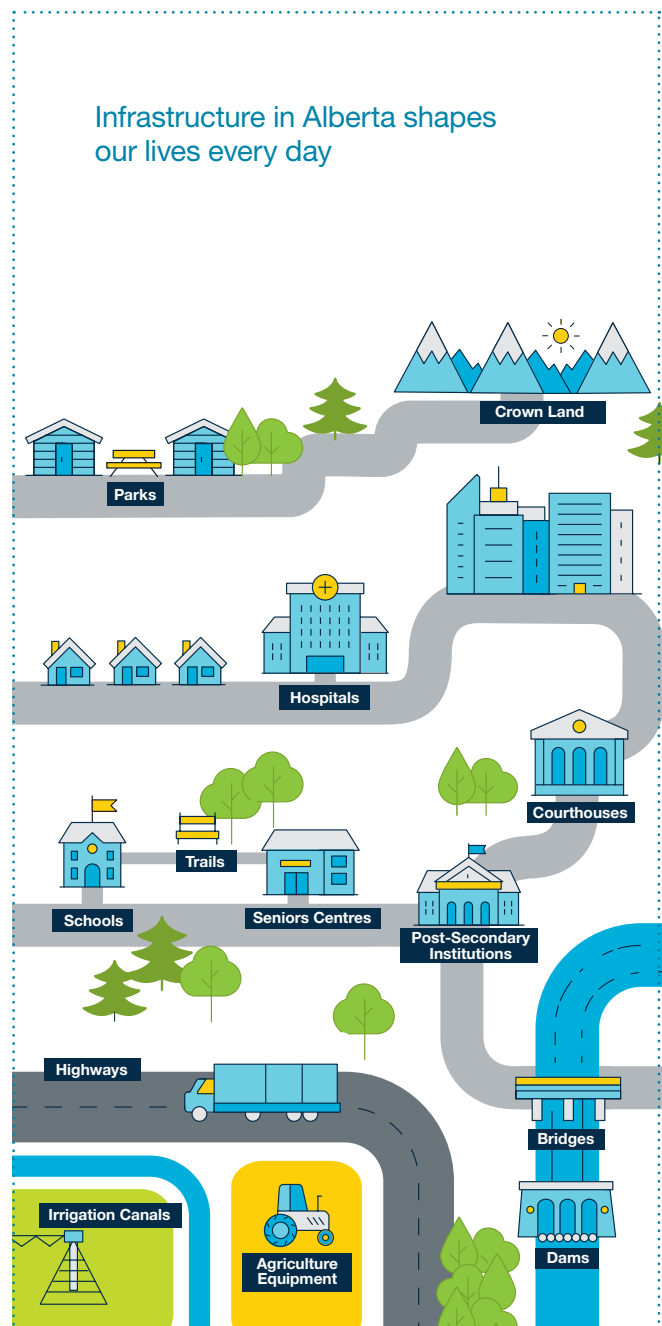 Infrastructure in Alberta shapes
our lives every day
Crown Land
Parks
Hospitals
Courthouses
Trails
Schools
Seniors Centres
Post-Secondary
Institutions
Highways
Bridges
Irrigation Canals
Agriculture
Equipment
Dams